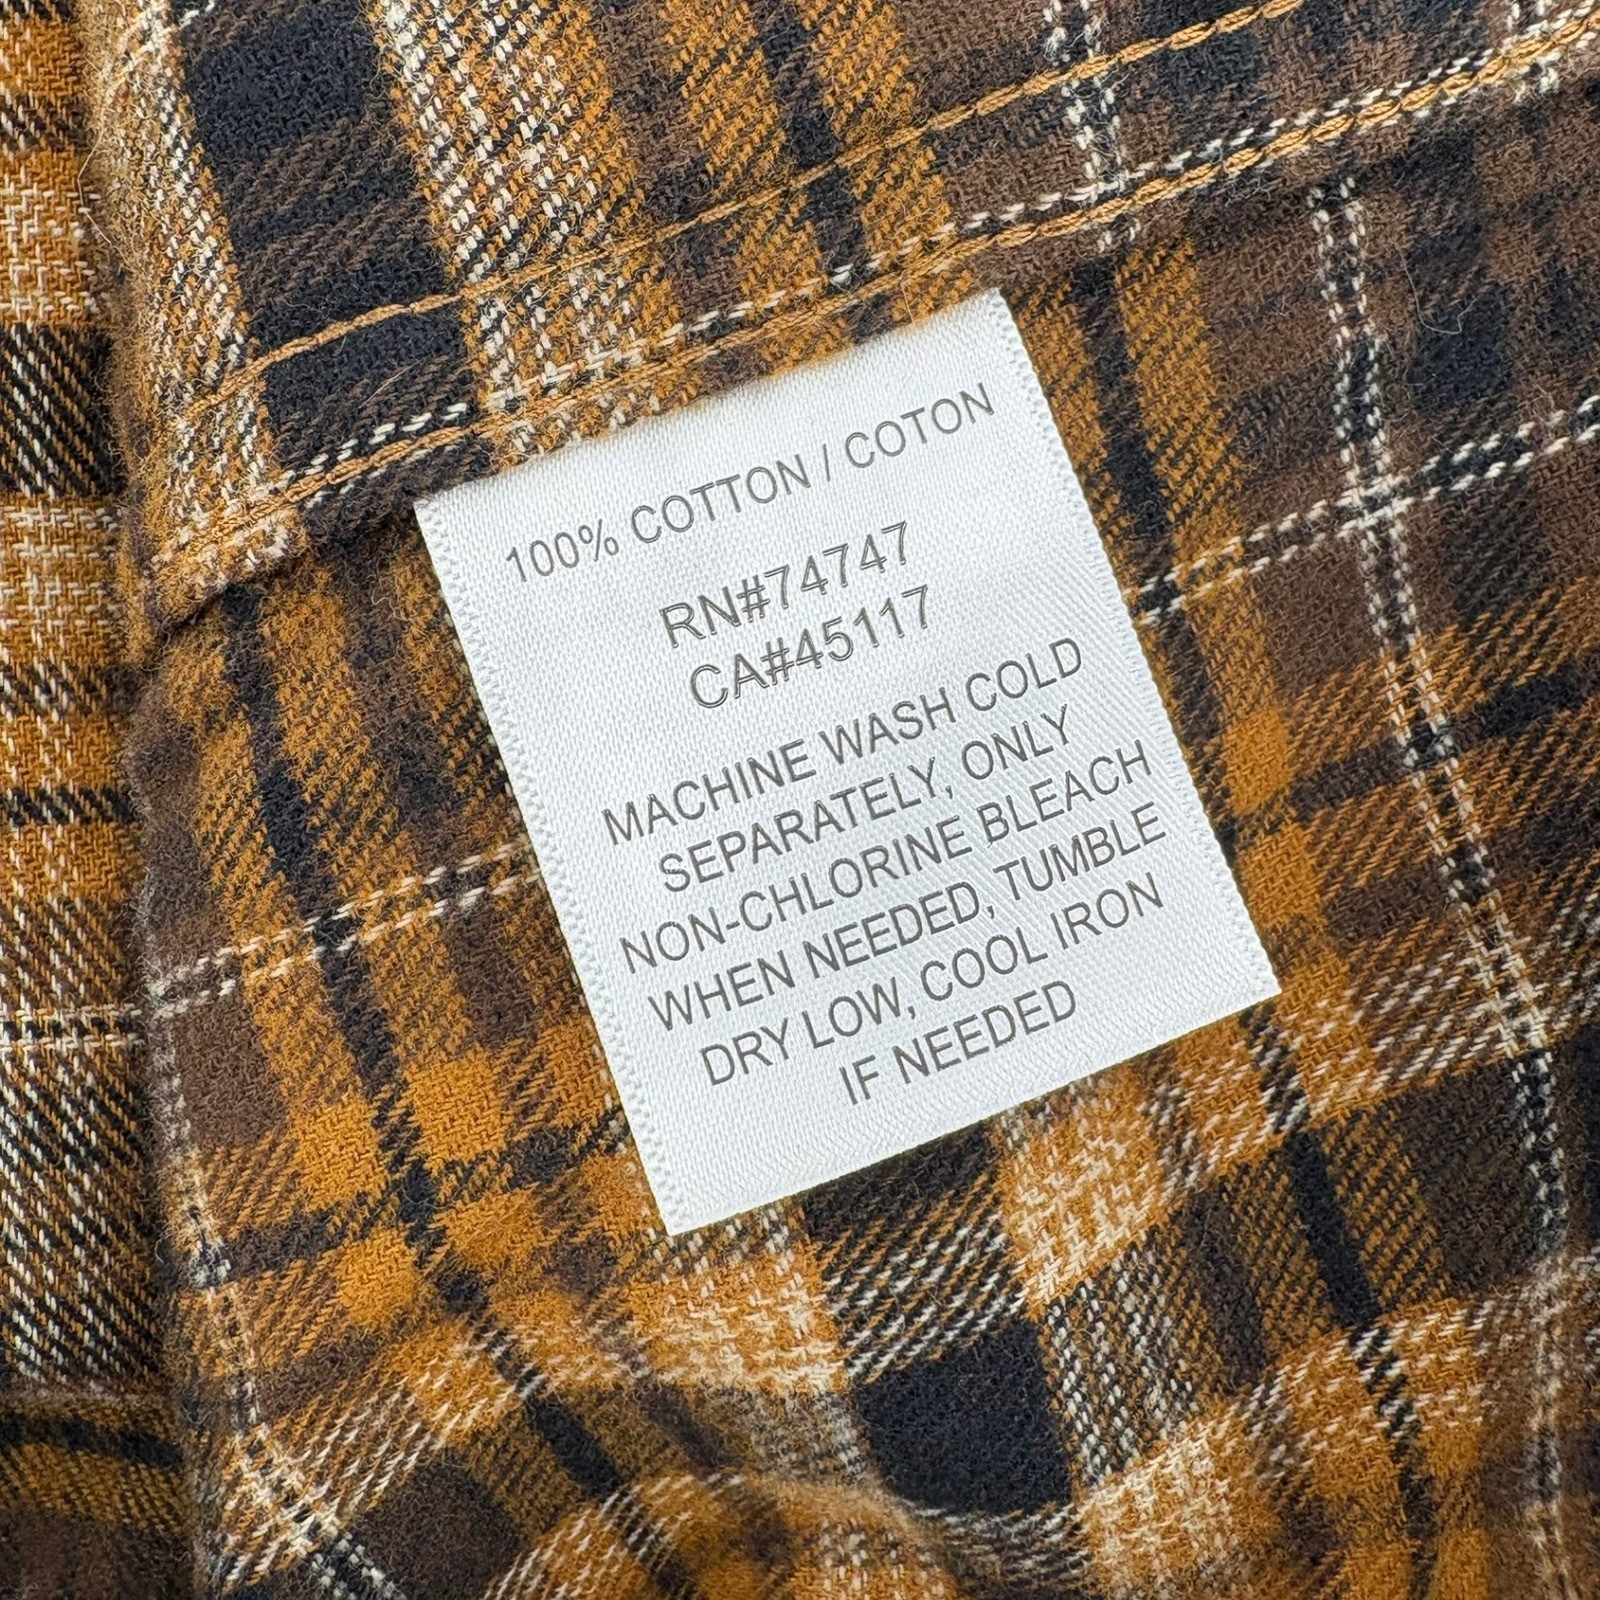 100% COTTON / COTON
RN#74747
CA#45117
MACHINE WASH COLD
SEPARATELY, ONLY
NON-CHLORINE BLEACH
WHEN NEEDED, TUMBLE
DRY LOW, COOL IRON
IF NEEDED